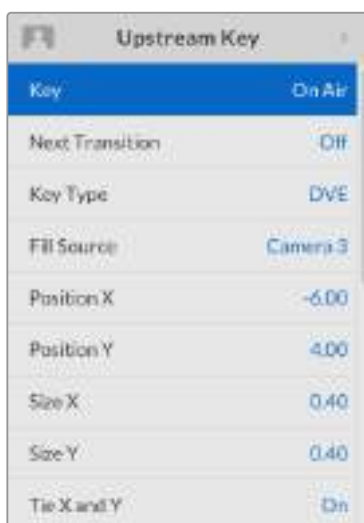 Upstream Key
Key On Air
Next Transition Off
Key Type DVE
Fill Source Camera 3
Position X -6.00
Position Y 4.00
Size X 0.40
Size Y 0.40
Tie X and Y On